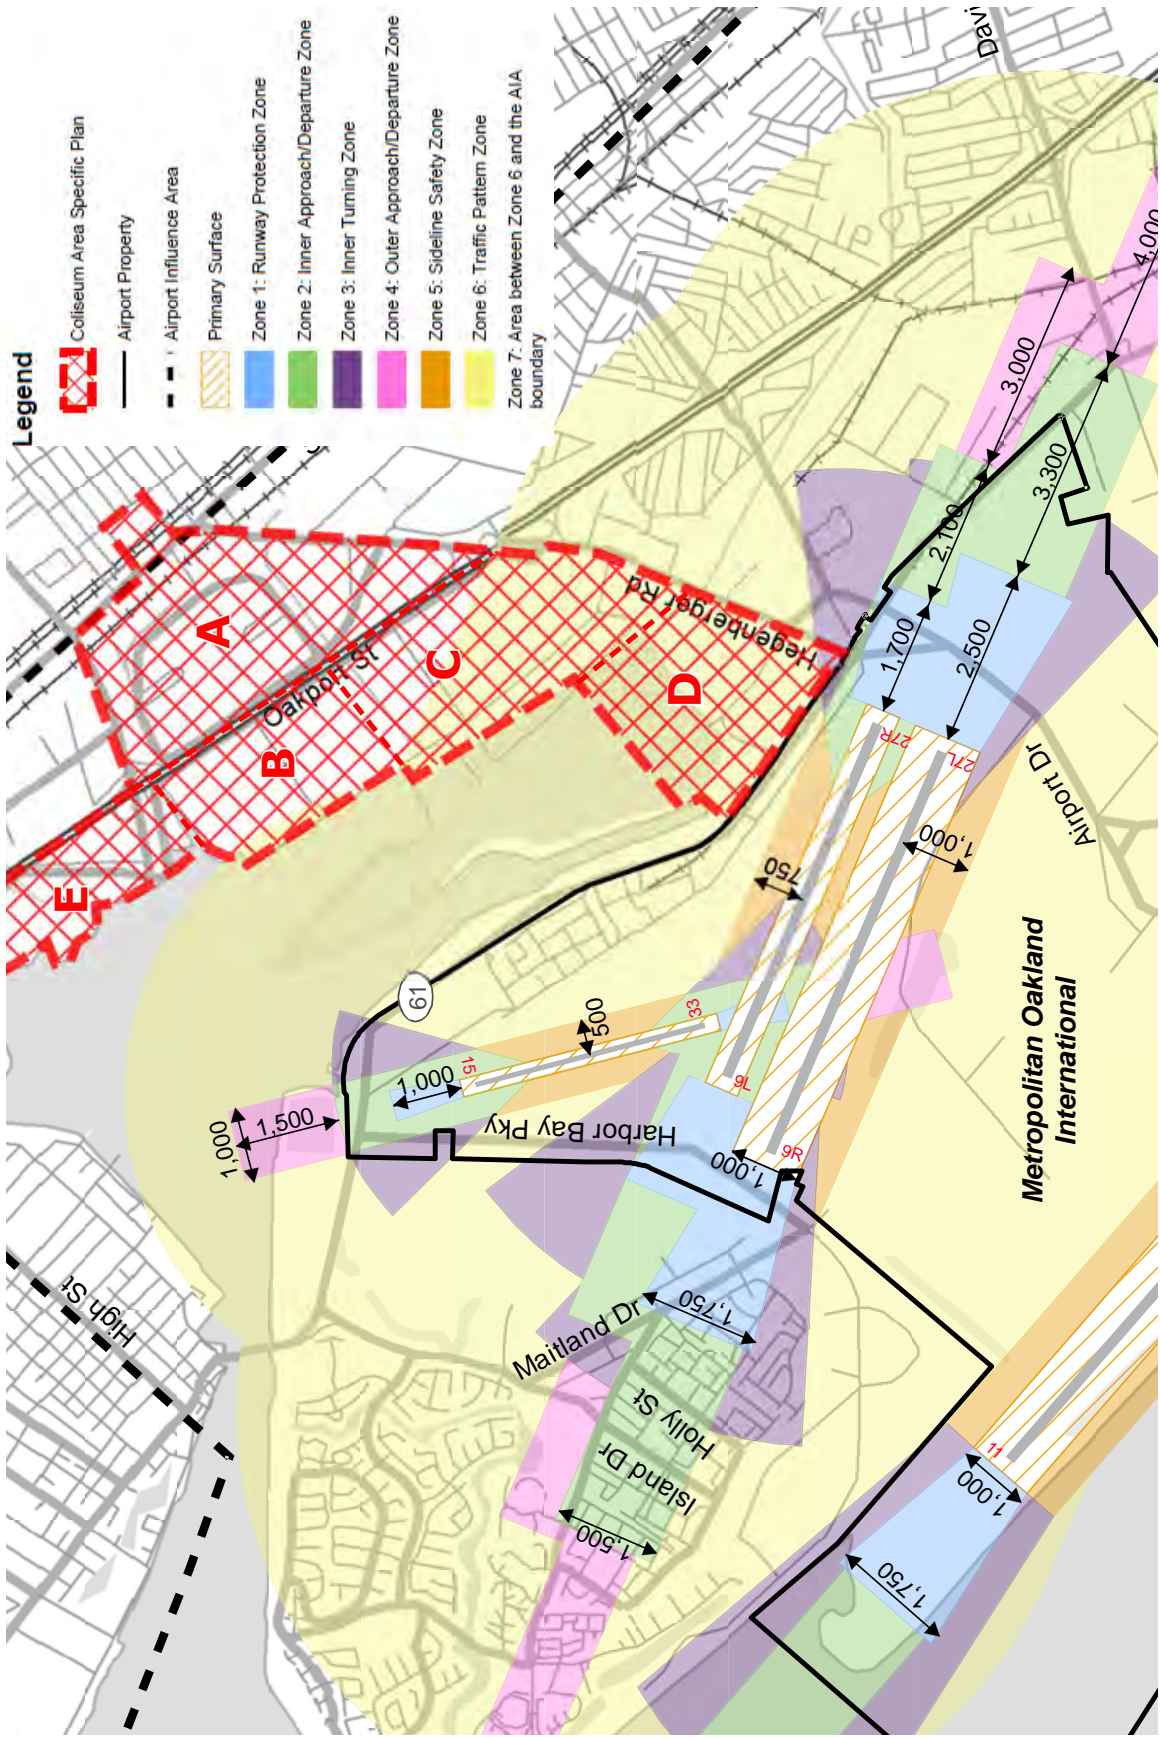 Legend
Coliseum Area Specific Plan
Airport Property
Airport Influence Area
Primary Surface
Zone 1: Runway Protection Zone
Zone 2: Inner Approach/Departure Zone
Zone 3: Inner Turning Zone
Zone 4: Outer Approach/Departure Zone
Zone 5: Sideline Safety Zone
Zone 6: Traffic Pattern Zone
Zone 7: Area between Zone 6 and the AIA
boundary
Davi
A
B
C
D
E
Oakport St
Hegenberger Rd
61
High St
Harbor Bay Pky
Maitland Dr
Holly St
Island Dr
Airport Dr
Metropolitan Oakland
International
15
33
9L
9R
27R
27L
11
1,000
1,500
1,000
500
750
1,000
1,000
1,750
1,500
1,000
1,750
1,700
2,500
2,100
3,300
3,000
4,000